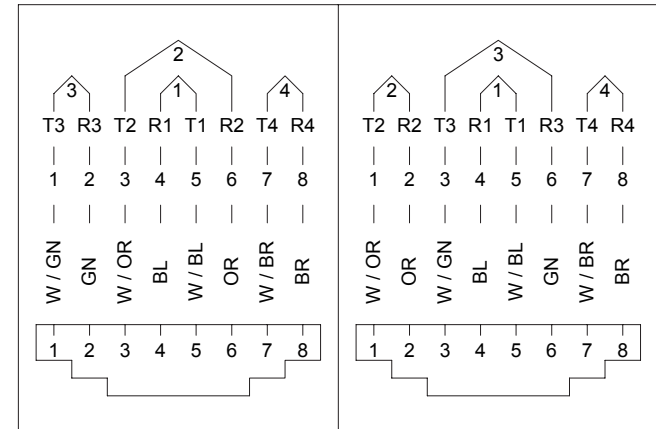 2
3 1 4
T3 R3 T2 R1 T1 R2 T4 R4
1 2 3 4 5 6 7 8
W / GN GN W / OR BL W / BL OR W / BR BR
1 2 3 4 5 6 7 8
3
2 1 4
T2 R2 T3 R1 T1 R3 T4 R4
1 2 3 4 5 6 7 8
W / OR OR W / GN BL W / BL GN W / BR BR
1 2 3 4 5 6 7 8